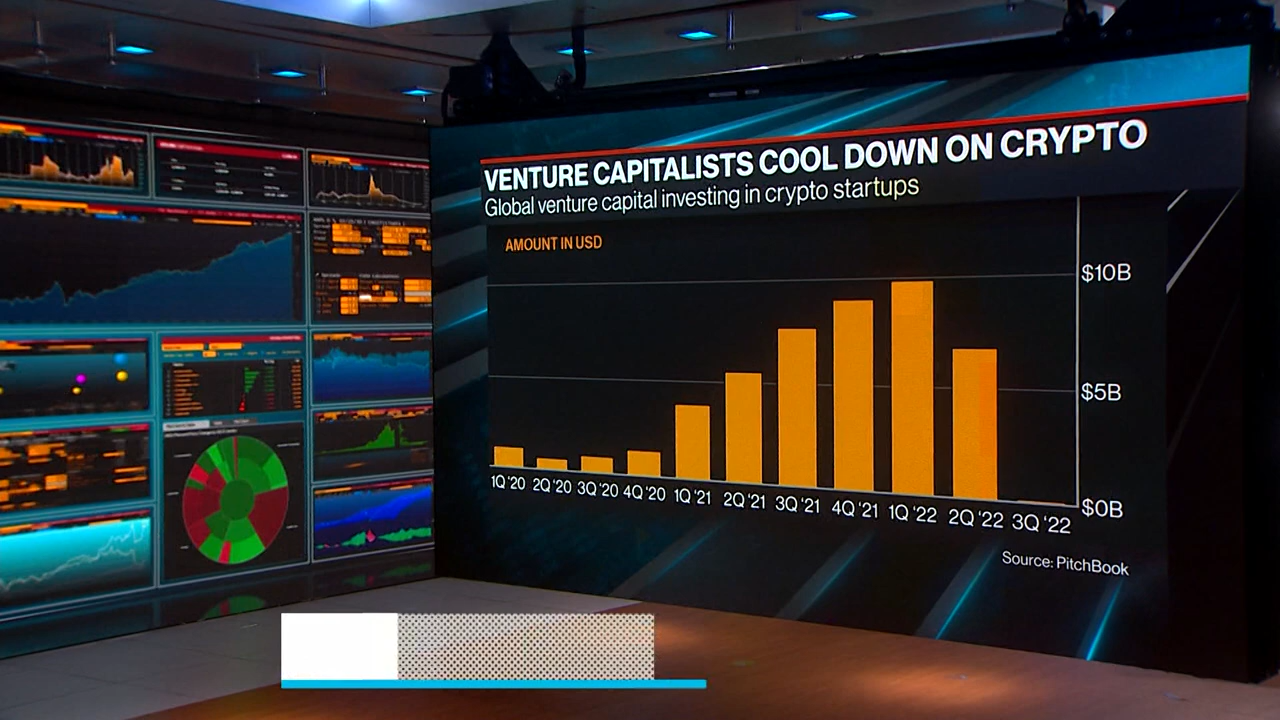 VENTURE CAPITALISTS COOL DOWN ON CRYPTO
Global venture capital investing in crypto startups
AMOUNT IN USD
$10B
$5B
$0B
1Q '20 2Q '20 3Q '20 4Q '20 1Q '21 2Q '21 3Q '21 4Q '21 1Q '22 2Q '22 3Q '22
Source: PitchBook